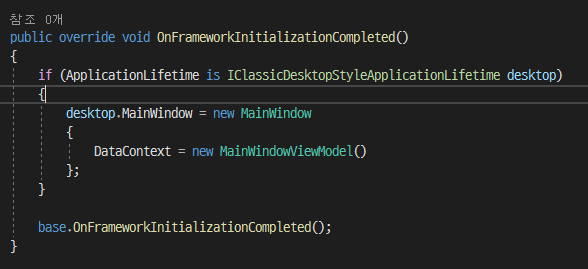 참조 0개
public override void OnFrameworkInitializationCompleted()
{
    if (ApplicationLifetime is IClassicDesktopStyleApplicationLifetime desktop)
    {
        desktop.MainWindow = new MainWindow
        {
            DataContext = new MainWindowViewModel()
        };
    }

    base.OnFrameworkInitializationCompleted();
}